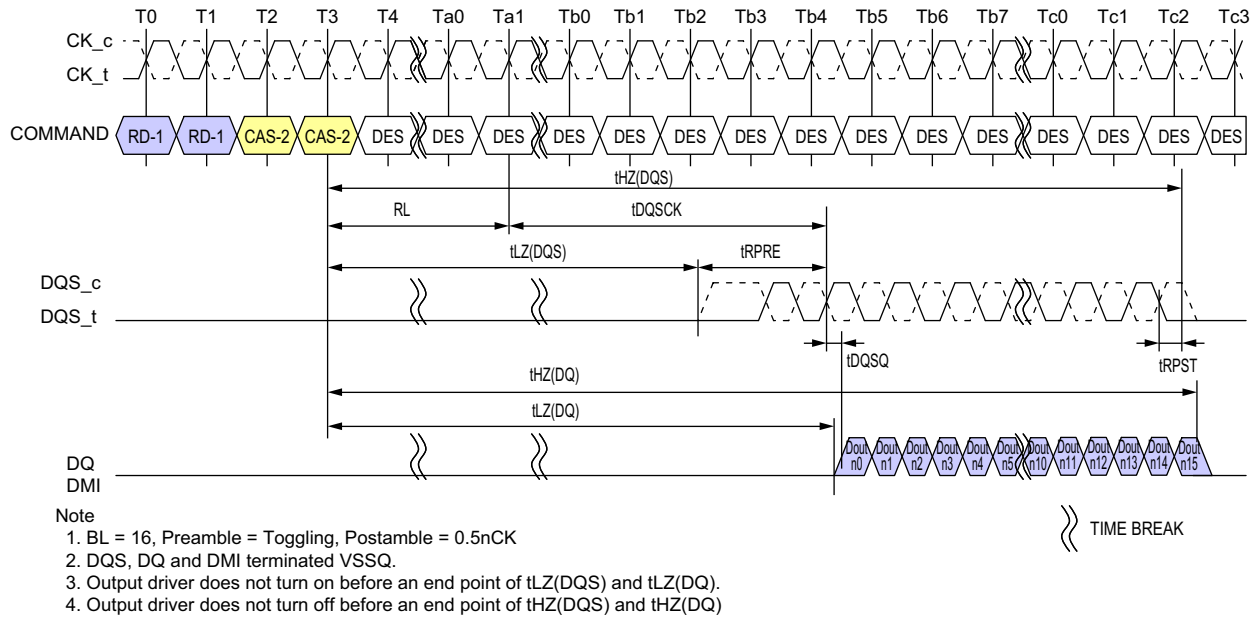 T0 T1 T2 T3 T4 Ta0 Ta1 Tb0 Tb1 Tb2 Tb3 Tb4 Tb5 Tb6 Tb7 Tc0 Tc1 Tc2 Tc3
CK_c
CK_t
COMMAND RD-1 RD-1 CAS-2 CAS-2 DES DES DES DES DES DES DES DES DES DES DES DES DES DES DES
tHZ(DQS)
RL tDQSCK
tLZ(DQS) tRPRE
DQS_c
DQS_t
tDQSQ tRPST
tHZ(DQ)
tLZ(DQ)
Dout Dout Dout Dout Dout Dout Dout Dout Dout Dout Dout Dout
n0 n1 n2 n3 n4 n5 n10 n11 n12 n13 n14 n15
DQ
DMI
Note
1. BL = 16, Preamble = Toggling, Postamble = 0.5nCK
2. DQS, DQ and DMI terminated VSSQ.
3. Output driver does not turn on before an end point of tLZ(DQS) and tLZ(DQ).
4. Output driver does not turn off before an end point of tHZ(DQS) and tHZ(DQ)
TIME BREAK